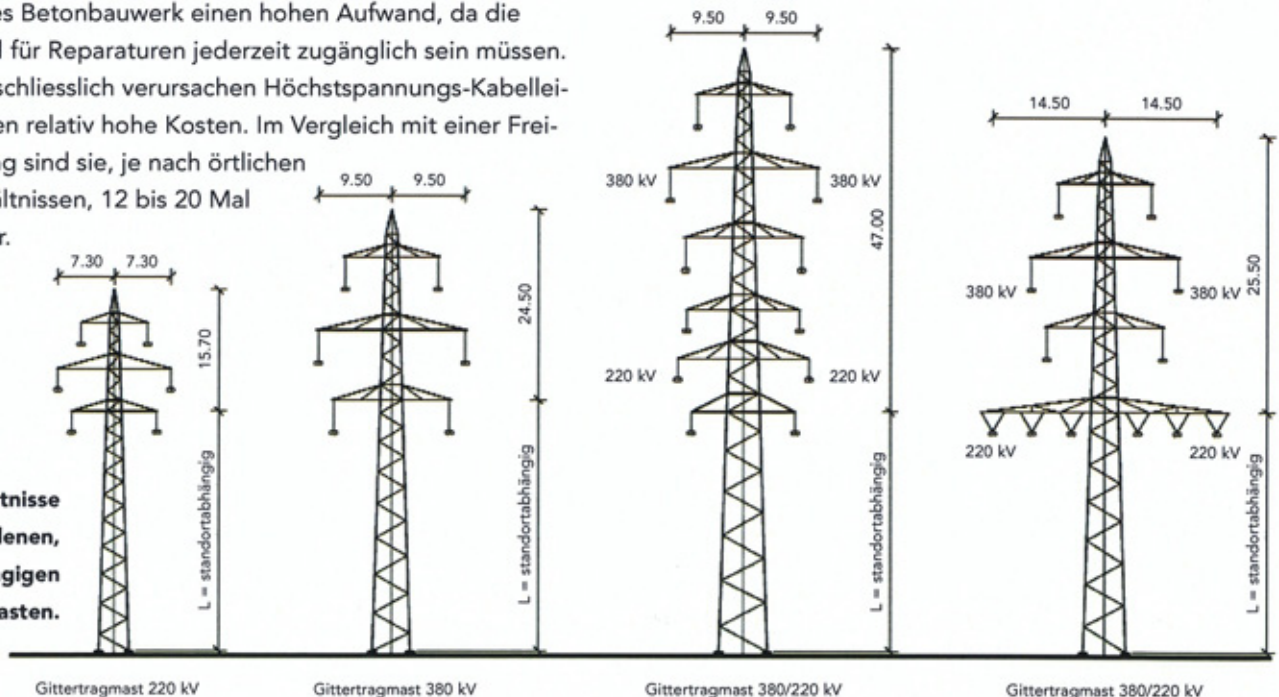 es Betonbauwerk einen hohen Aufwand, da die
für Reparaturen jederzeit zugänglich sein müssen.
schliesslich verursachen Höchstspannungs-Kabellei-
en relativ hohe Kosten. Im Vergleich mit einer Frei-
g sind sie, je nach örtlichen
ältnissen, 12 bis 20 Mal
r.
tnisse
denen,
gigen
asten.
7.30 7.30
15.70
L = standortabhängig
Gittertragmast 220 kV
9.50 9.50
24.50
L = standortabhängig
Gittertragmast 380 kV
9.50 9.50
380 kV 380 kV
47.00
220 kV 220 kV
L = standortabhängig
Gittertragmast 380/220 kV
14.50 14.50
380 kV 380 kV
25.50
220 kV 220 kV
L = standortabhängig
Gittertragmast 380/220 kV